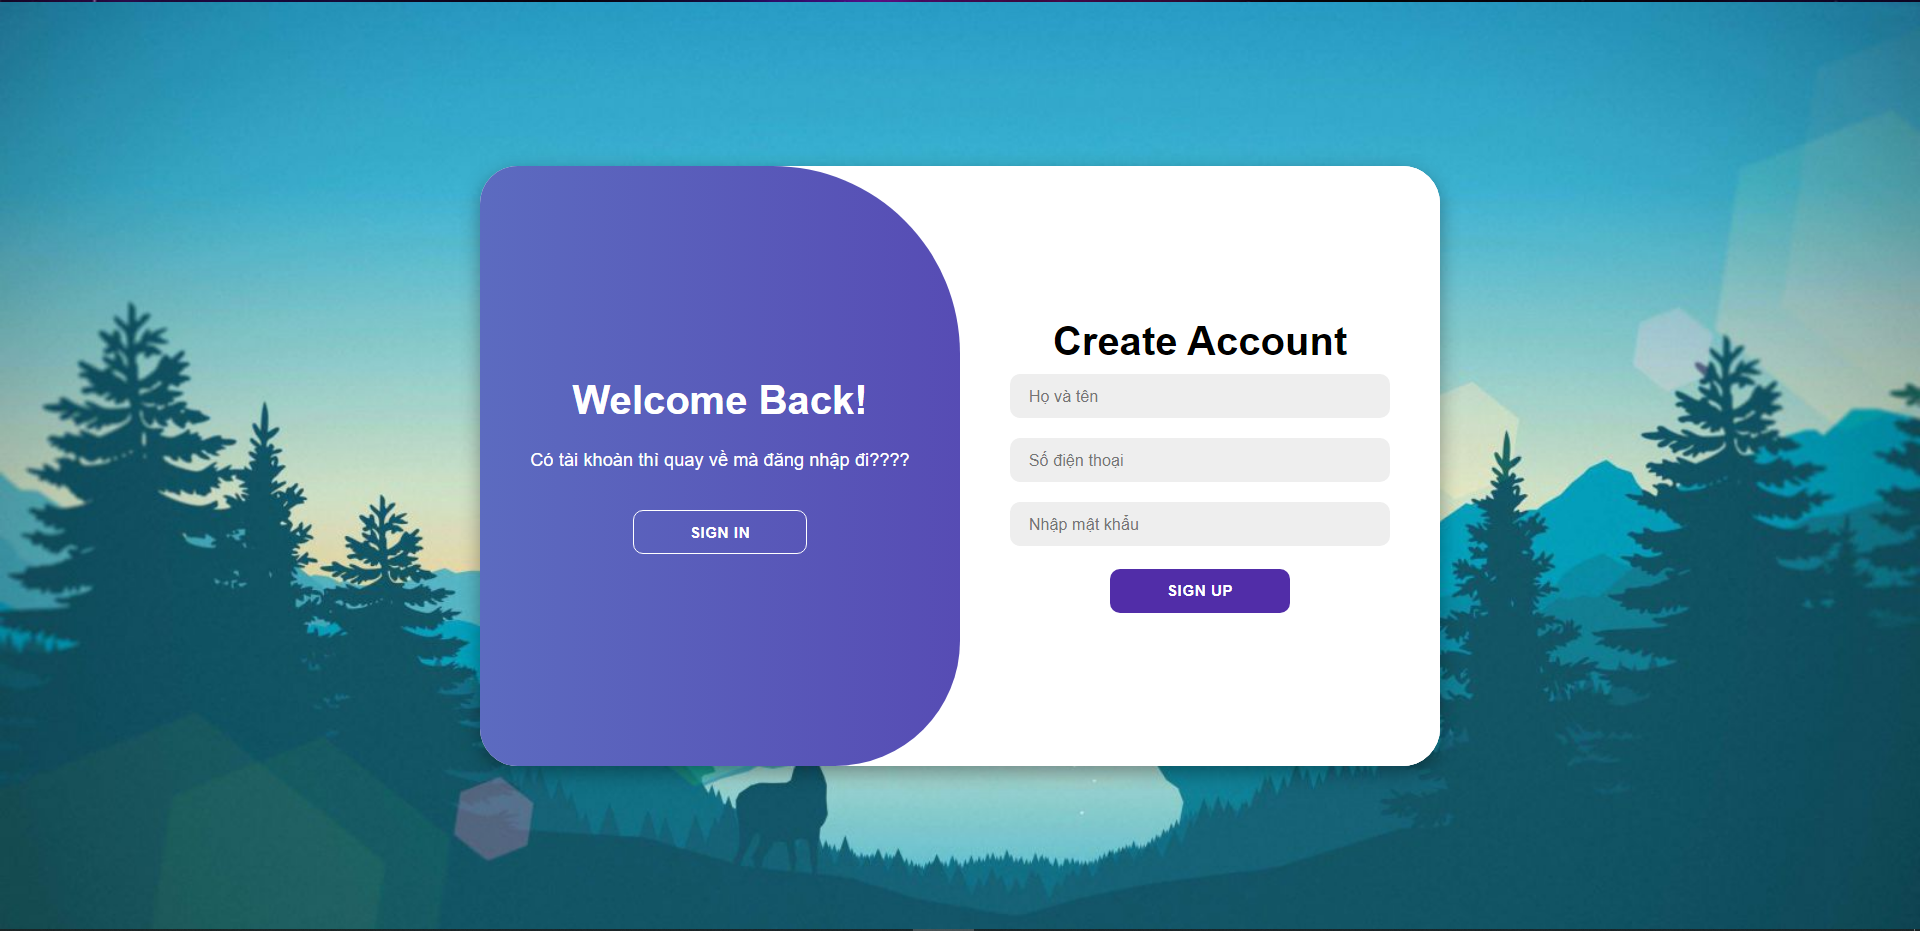 Welcome Back!
Có tài khoản thì quay về mà đăng nhập đi????
SIGN IN
Create Account
Họ và tên
Số điện thoại
Nhập mật khẩu
SIGN UP